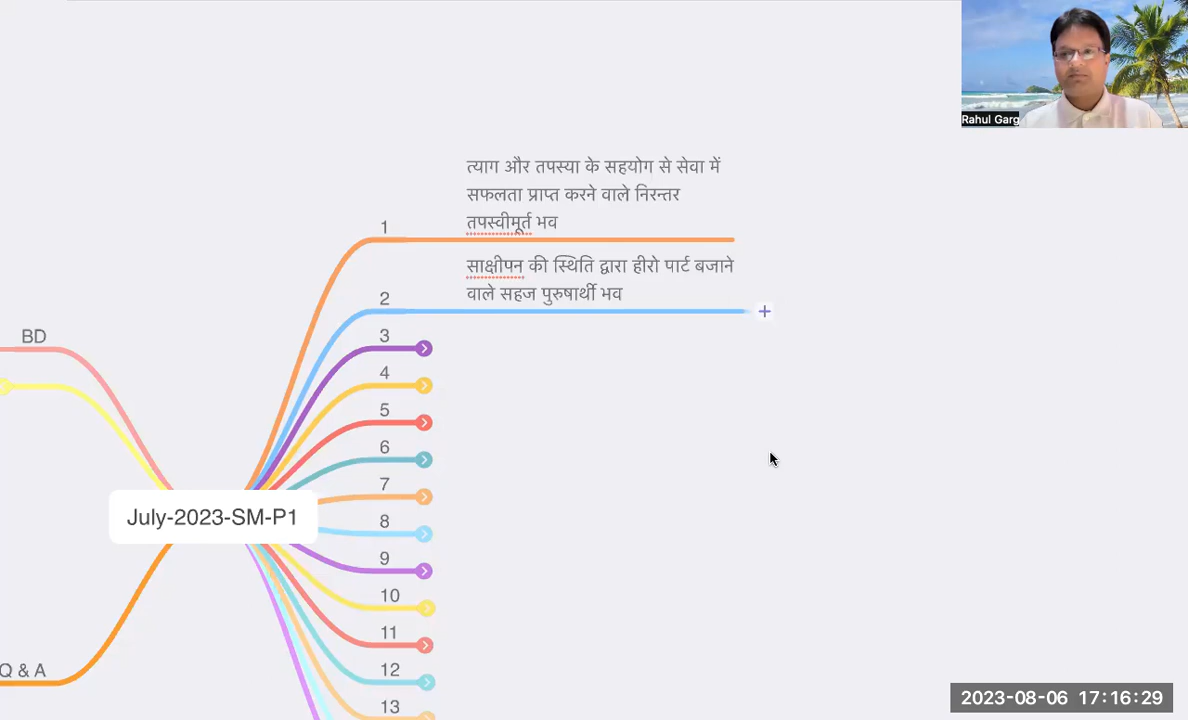 Rahul Garg
त्याग और तपस्या के सहयोग से सेवा में
सफलता प्राप्त करने वाले निरन्तर
तपस्वीमूर्त भव
1
साक्षीपन की स्थिति द्वारा हीरो पार्ट बजाने
वाले सहज पुरुषार्थी भव
2
3
4
5
6
7
8
9
10
11
12
13
BD
July-2023-SM-P1
Q & A
2023-08-06 17:16:29